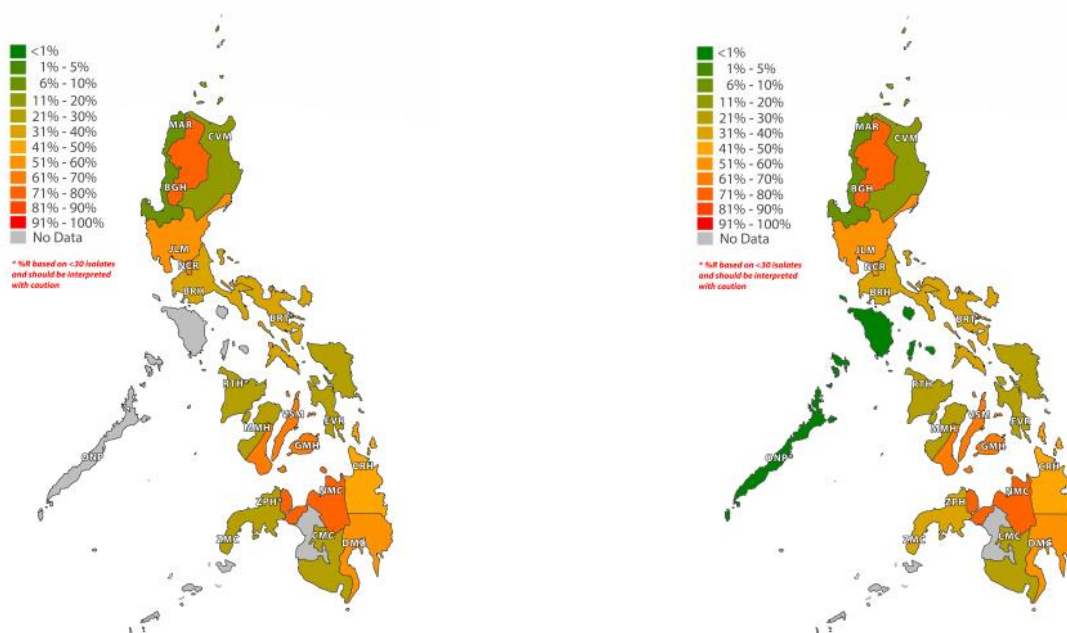 <1%
1% - 5%
6% - 10%
11% - 20%
21% - 30%
31% - 40%
41% - 50%
51% - 60%
61% - 70%
71% - 80%
81% - 90%
91% - 100%
No Data
* %R based on <30 isolates
and should be interpreted
with caution
MAR
CVM
BGH
JLM
NCR
BRH
BRT
RTH*
VSM
EVR
MMH
GMH
ONP
CRH
NMC
ZPH*
CMC
DMC
ZMC
<1%
1% - 5%
6% - 10%
11% - 20%
21% - 30%
31% - 40%
41% - 50%
51% - 60%
61% - 70%
71% - 80%
81% - 90%
91% - 100%
No Data
* %R based on <30 isolates
and should be interpreted
with caution
MAR
CVM
BGH
JLM
NCR
BRH
BRT
RTH
VSM
EVR
MMH
GMH
ONP*
CRH
NMC
ZPH
CMC
DMC
ZMC